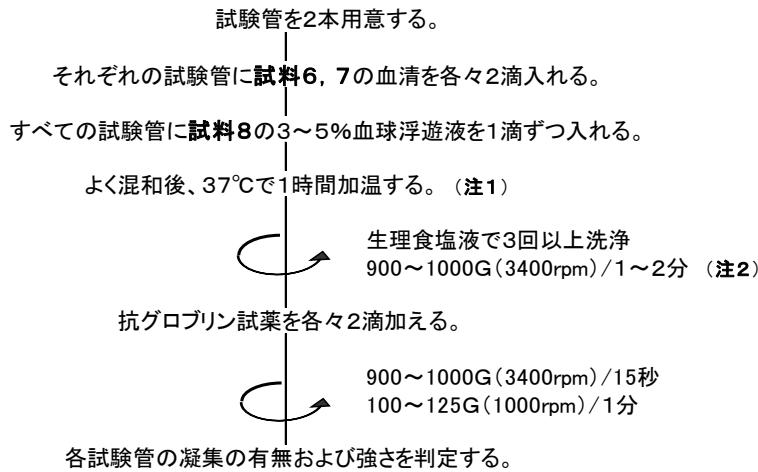 試験管を2本用意する。
それぞれの試験管に試料6, 7の血清を各々2滴入れる。
すべての試験管に試料8の3～5%血球浮遊液を1滴ずつ入れる。
よく混和後、37℃で1時間加温する。（注1）
生理食塩液で3回以上洗浄
900～1000G（3400rpm）/1～2分 （注2）
抗グロブリン試薬を各々2滴加える。
900～1000G（3400rpm）/15秒
100～125G（1000rpm）/1分
各試験管の凝集の有無および強さを判定する。